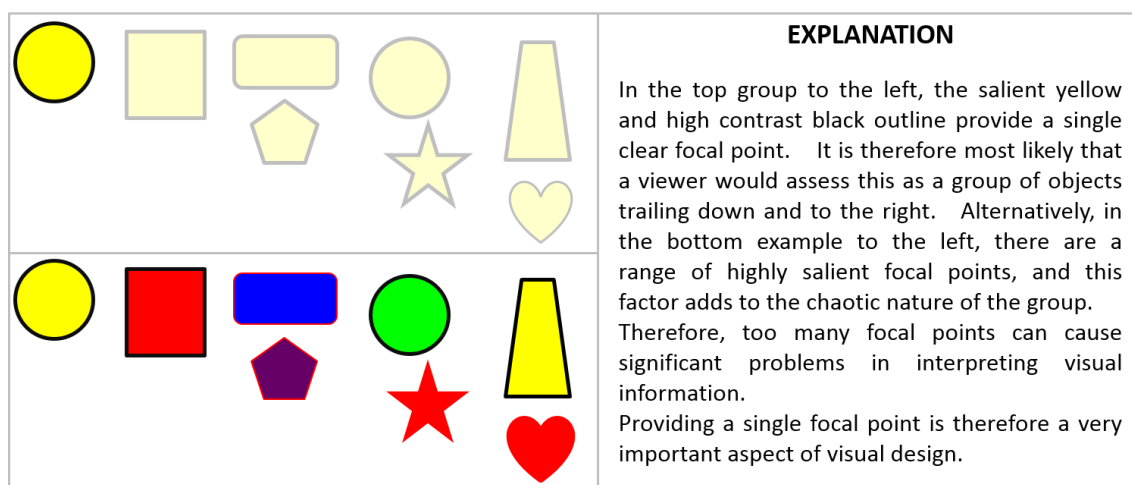 EXPLANATION
In the top group to the left, the salient yellow
and high contrast black outline provide a single
clear focal point. It is therefore most likely that
a viewer would assess this as a group of objects
trailing down and to the right. Alternatively, in
the bottom example to the left, there are a
range of highly salient focal points, and this
factor adds to the chaotic nature of the group.
Therefore, too many focal points can cause
significant problems in interpreting visual
information.
Providing a single focal point is therefore a very
important aspect of visual design.